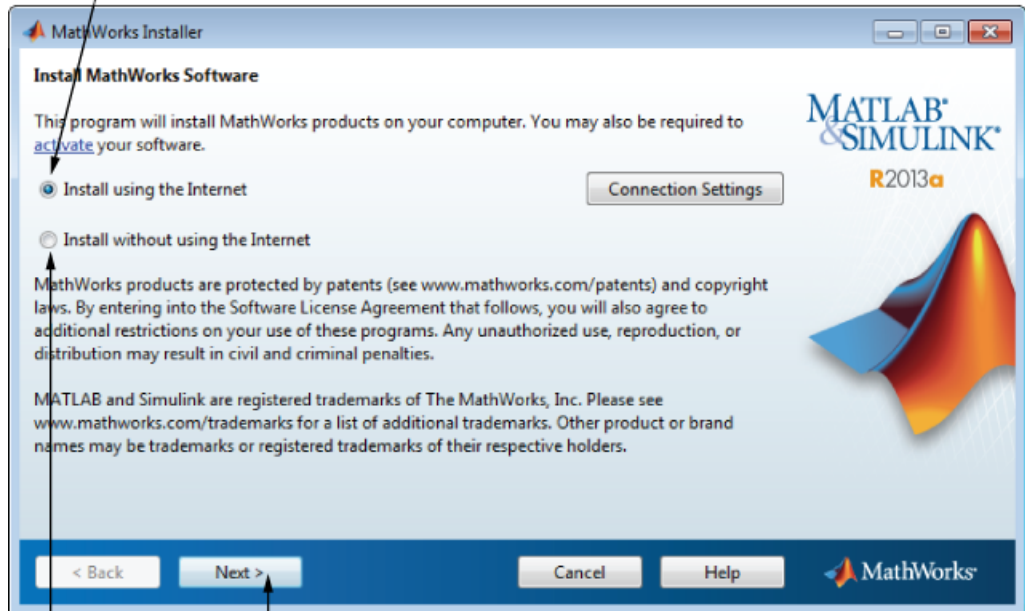 MathWorks Installer
Install MathWorks Software
This program will install MathWorks products on your computer. You may also be required to
activate your software.
Install using the Internet
Connection Settings
Install without using the Internet
MathWorks products are protected by patents (see www.mathworks.com/patents) and copyright
laws. By entering into the Software License Agreement that follows, you will also agree to
additional restrictions on your use of these programs. Any unauthorized use, reproduction, or
distribution may result in civil and criminal penalties.
MATLAB and Simulink are registered trademarks of The MathWorks, Inc. Please see
www.mathworks.com/trademarks for a list of additional trademarks. Other product or brand
names may be trademarks or registered trademarks of their respective holders.
MATLAB®
&SIMULINK®
R2013a
< Back
Next >
Cancel
Help
MathWorks®